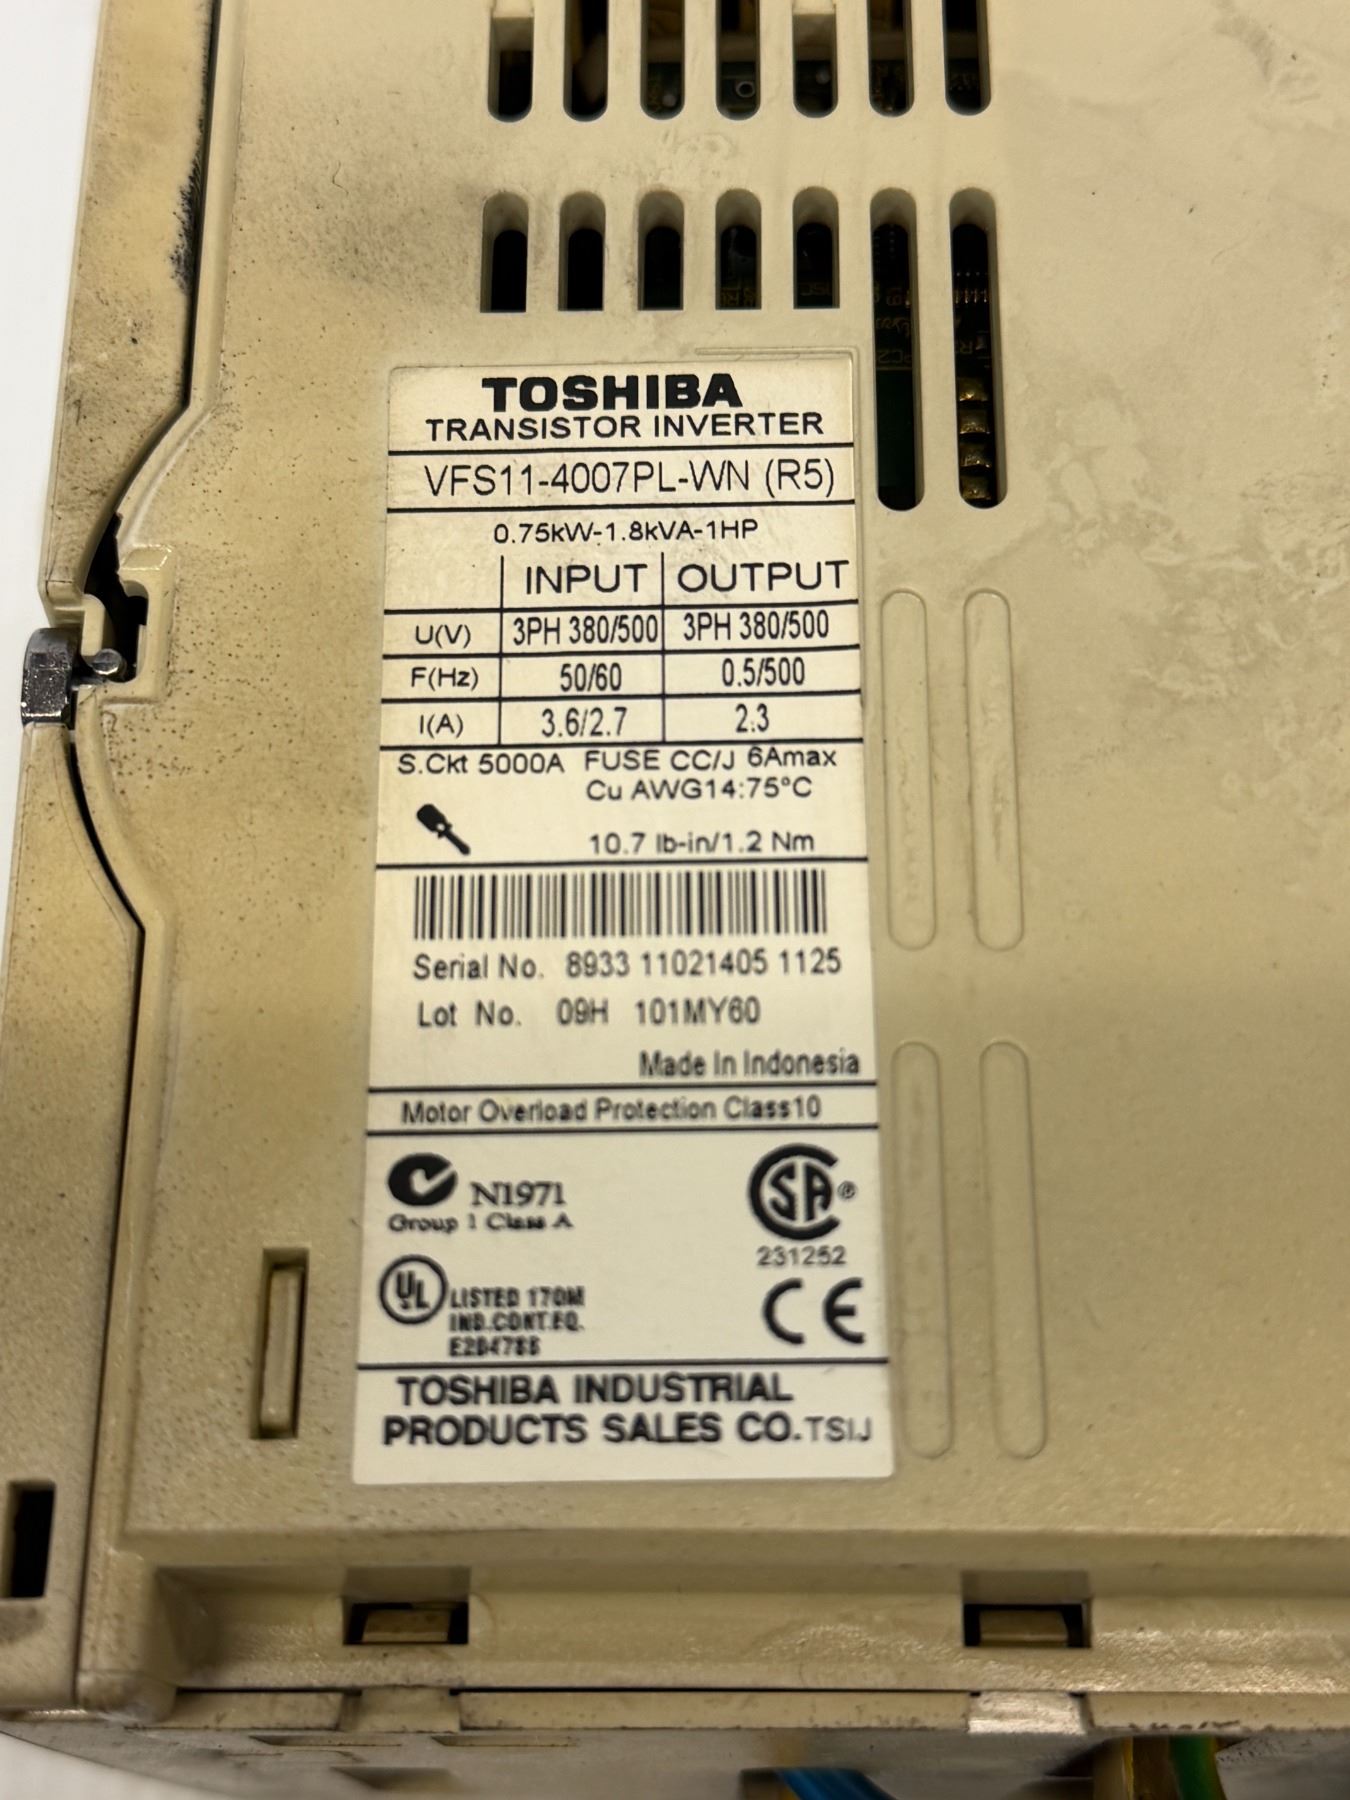 TOSHIBA
TRANSISTOR INVERTER
VFS11-4007PL-WN (R5)
0.75kW-1.8kVA-1HP
INPUT OUTPUT
U(V) 3PH 380/500 3PH 380/500
F(Hz) 50/60 0.5/500
I(A) 3.6/2.7 2.3
S.Ckt 5000A FUSE CC/J 6Amax
Cu AWG14:75°C
10.7 lb-in/1.2 Nm
Serial No. 8933 11021405 1125
Lot No. 09H 101MY60
Made In Indonesia
Motor Overload Protection Class10
N1971
Group 1 Class A
SA®
231252
UL LISTED 170M
IND.CONT.EQ.
E204788
CE
TOSHIBA INDUSTRIAL
PRODUCTS SALES CO.TSIJ